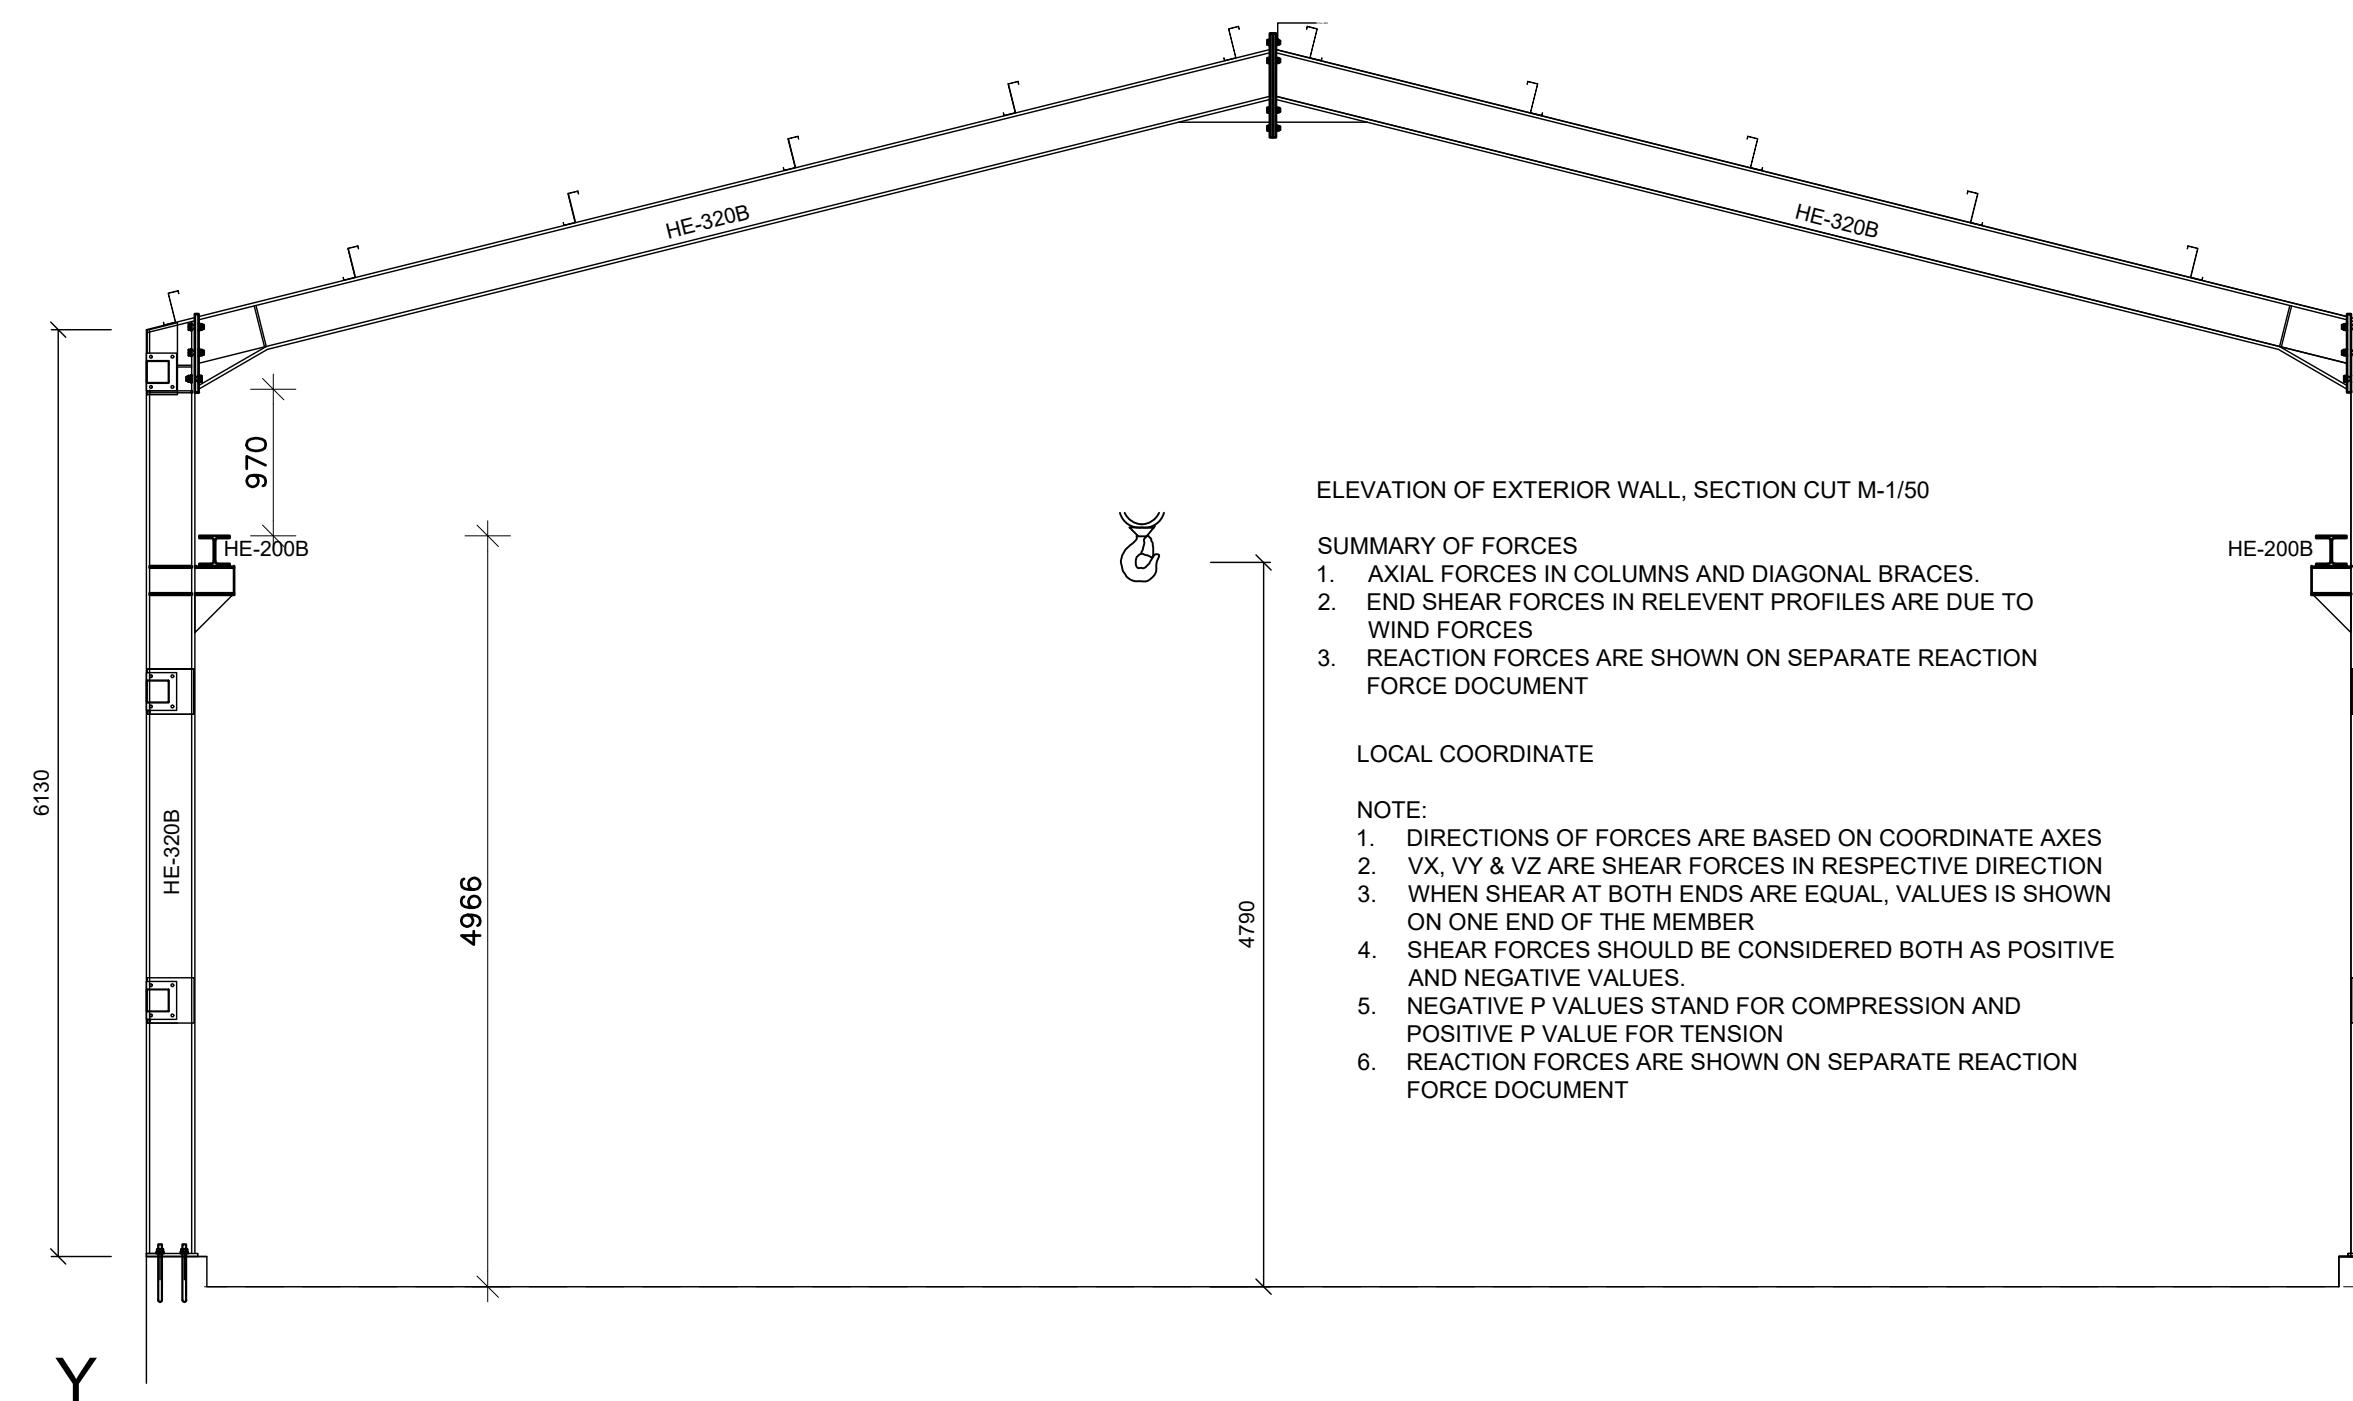 HE-320B
HE-320B
970
HE-200B
HE-200B
ELEVATION OF EXTERIOR WALL, SECTION CUT M-1/50
SUMMARY OF FORCES
1. AXIAL FORCES IN COLUMNS AND DIAGONAL BRACES.
2. END SHEAR FORCES IN RELEVENT PROFILES ARE DUE TO
WIND FORCES
3. REACTION FORCES ARE SHOWN ON SEPARATE REACTION
FORCE DOCUMENT
LOCAL COORDINATE
NOTE:
1. DIRECTIONS OF FORCES ARE BASED ON COORDINATE AXES
2. VX, VY & VZ ARE SHEAR FORCES IN RESPECTIVE DIRECTION
3. WHEN SHEAR AT BOTH ENDS ARE EQUAL, VALUES IS SHOWN
ON ONE END OF THE MEMBER
4. SHEAR FORCES SHOULD BE CONSIDERED BOTH AS POSITIVE
AND NEGATIVE VALUES.
5. NEGATIVE P VALUES STAND FOR COMPRESSION AND
POSITIVE P VALUE FOR TENSION
6. REACTION FORCES ARE SHOWN ON SEPARATE REACTION
FORCE DOCUMENT
6130
HE-320B
4966
4790
Y